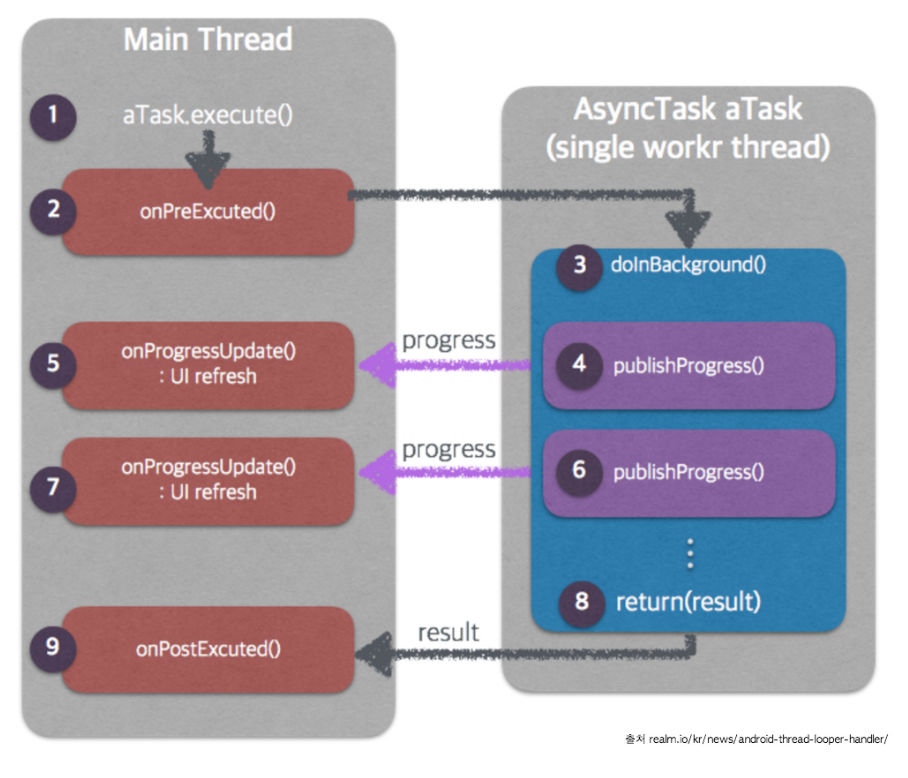 Main Thread
1
aTask.execute()
2
onPreExcuted()
AsyncTask aTask
(single workr thread)
3
doInBackground()
4
publishProgress()
progress
5
onProgressUpdate()
: UI refresh
6
publishProgress()
progress
7
onProgressUpdate()
: UI refresh
8
return(result)
result
9
onPostExcuted()
출처 realm.io/kr/news/android-thread-looper-handler/